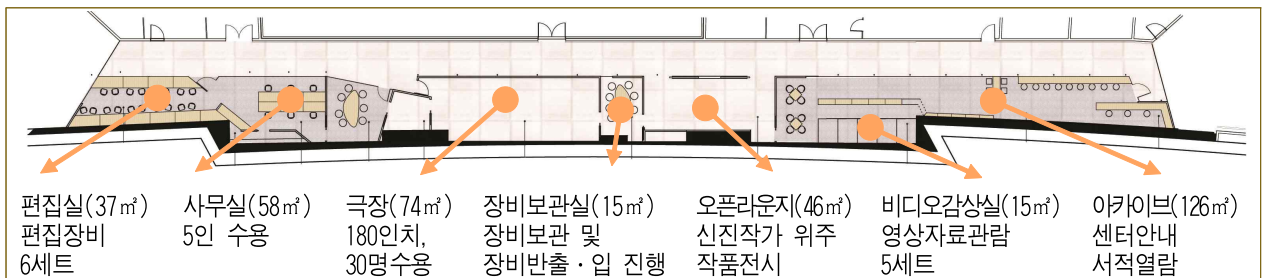 편집실(37㎡)
편집장비
6세트
사무실(58㎡)
5인 수용
극장(74㎡)
180인치,
30명수용
장비보관실(15㎡)
장비보관 및
장비반출·입 진행
오픈라운지(46㎡)
신진작가 위주
작품전시
비디오감상실(15㎡)
영상자료관람
5세트
아카이브(126㎡)
센터안내
서적열람